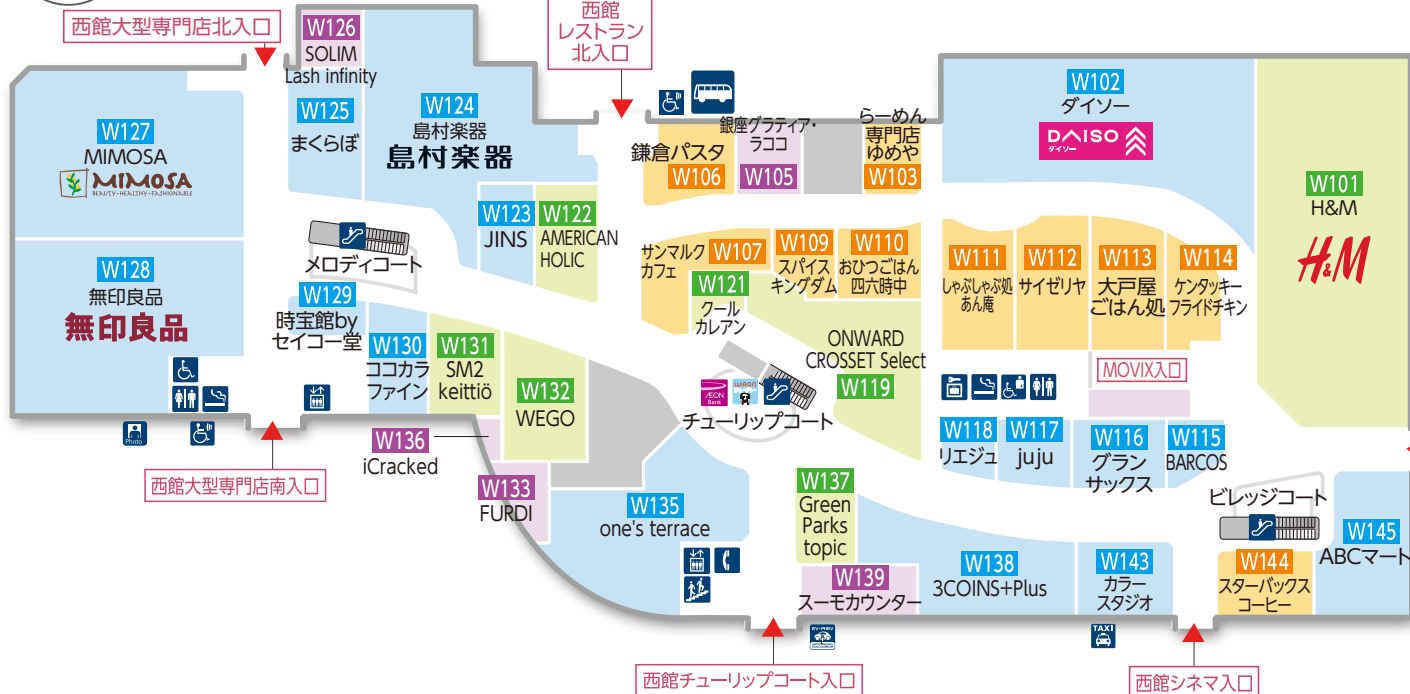 西館大型専門店北入口
西館
レストラン
北入口
W126
SOLIM
Lash infinity
W125
まくらぼ
W124
島村楽器
島村楽器
W127
MIMOSA
MIMOSA
BEAUTY・HEALTHY・FASHIONABLE
W128
無印良品
無印良品
メロディコート
W123
JINS
W122
AMERICAN
HOLIC
鎌倉パスタ
W106
銀座グラティア・
ラココ
W105
らーめん
専門店
ゆめや
W103
W102
ダイソー
DAISO
ダイソー
W101
H&M
H&M
サンマルク
カフェ
W107
W109
スパイス
キングダム
W110
おひつごはん
四六時中
W111
しゃぶしゃぶ処
あん庵
W112
サイゼリヤ
W113
大戸屋
ごはん処
W114
ケンタッキー
フライドチキン
W121
クール
カレアン
ONWARD
CROSSET Select
W119
MOVIX入口
W129
時宝館by
セイコー堂
W130
ココカラ
ファイン
W131
SM2
keittiö
W132
WEGO
AEON
Bank
WAON
チューリップコート
W118
リエジュ
W117
juju
W116
グラン
サックス
W115
BARCOS
Photo
西館大型専門店南入口
W136
iCracked
W133
FURDI
W135
one's terrace
W137
Green
Parks
topic
W139
スーモカウンター
W138
3COINS+Plus
W143
カラー
スタジオ
ビレッジコート
W144
スターバックス
コーヒー
W145
ABCマート
EV・PHEV
TAXI
西館チューリップコート入口
西館シネマ入口